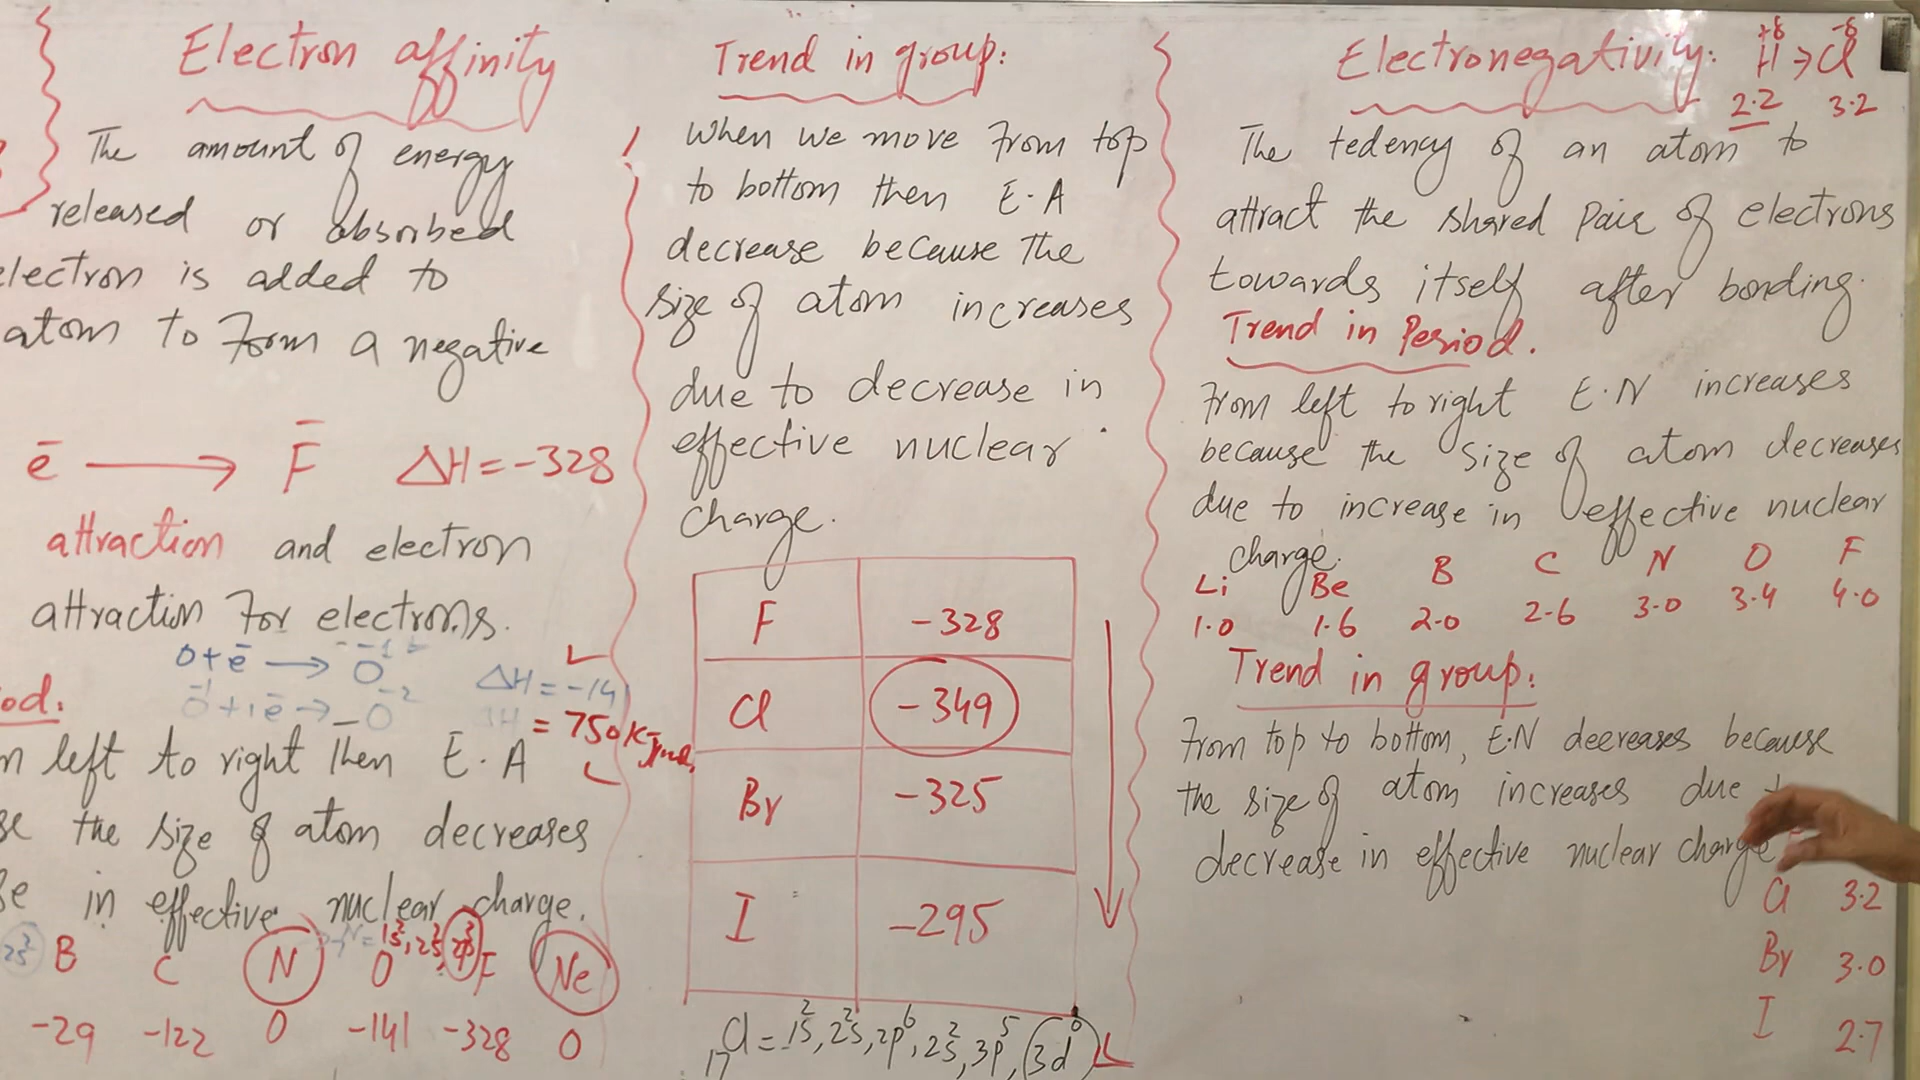 Electron affinity
The amount of energy
released or absorbed
electron is added to
atom to Form a negative
e⁻ → F⁻ ΔH = -328
attraction and electron
attraction For electrons.
O + e⁻ → O⁻¹ ΔH = -141
O⁻¹ + 1e⁻ → O⁻² ΔH = 750 KJ/mol
od.
m left to right Then E.A
se the size of atom decreases
se in effective nuclear charge.
N = 1s², 2s², 2p³
2s² B C N O F Ne
-29 -122 0 -141 -328 0
Trend in group:
When we move From top
to bottom then E.A
decrease because The
size of atom increases
due to decrease in
effective nuclear
charge.
F -328
Cl -349
Br -325
I -295
₁₇Cl = 1s², 2s², 2p⁶, 2s², 3p⁵, 3d⁰
Electronegativity: H⁺ᵟ → Cl⁻ᵟ
2.2 3.2
The tedency of an atom to
attract the shared Pair of electrons
towards itself after bonding.
Trend in Period.
From left to right E.N increases
because the size of atom decreases
due to increase in effective nuclear
charge.
Li Be B C N O F
1.0 1.6 2.0 2.6 3.0 3.4 4.0
Trend in group:
From top to bottom, E.N decreases because
the size of atom increases due
decrease in effective nuclear charge
Cl 3.2
Br 3.0
I 2.7